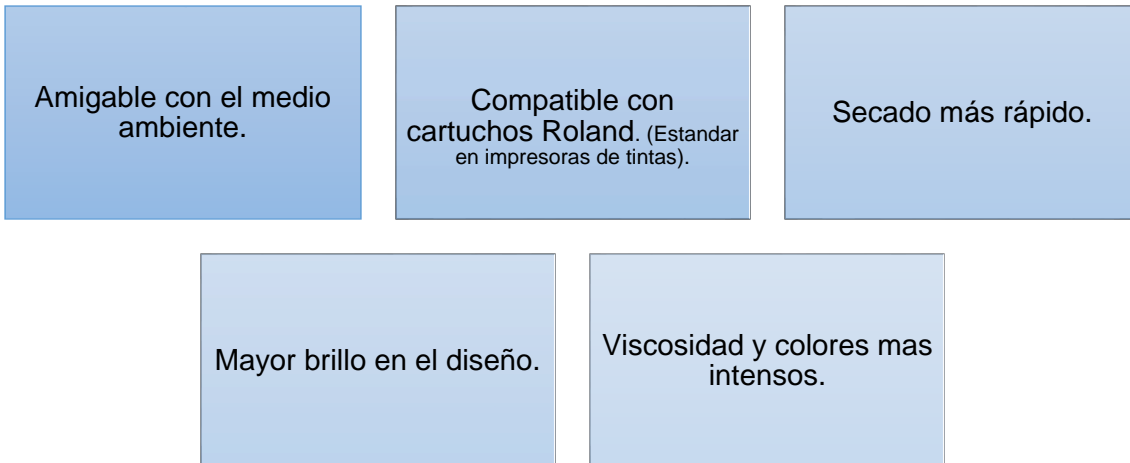 Amigable con el medio
ambiente.
Compatible con
cartuchos Roland. (Estandar
en impresoras de tintas).
Secado más rápido.
Mayor brillo en el diseño.
Viscosidad y colores mas
intensos.